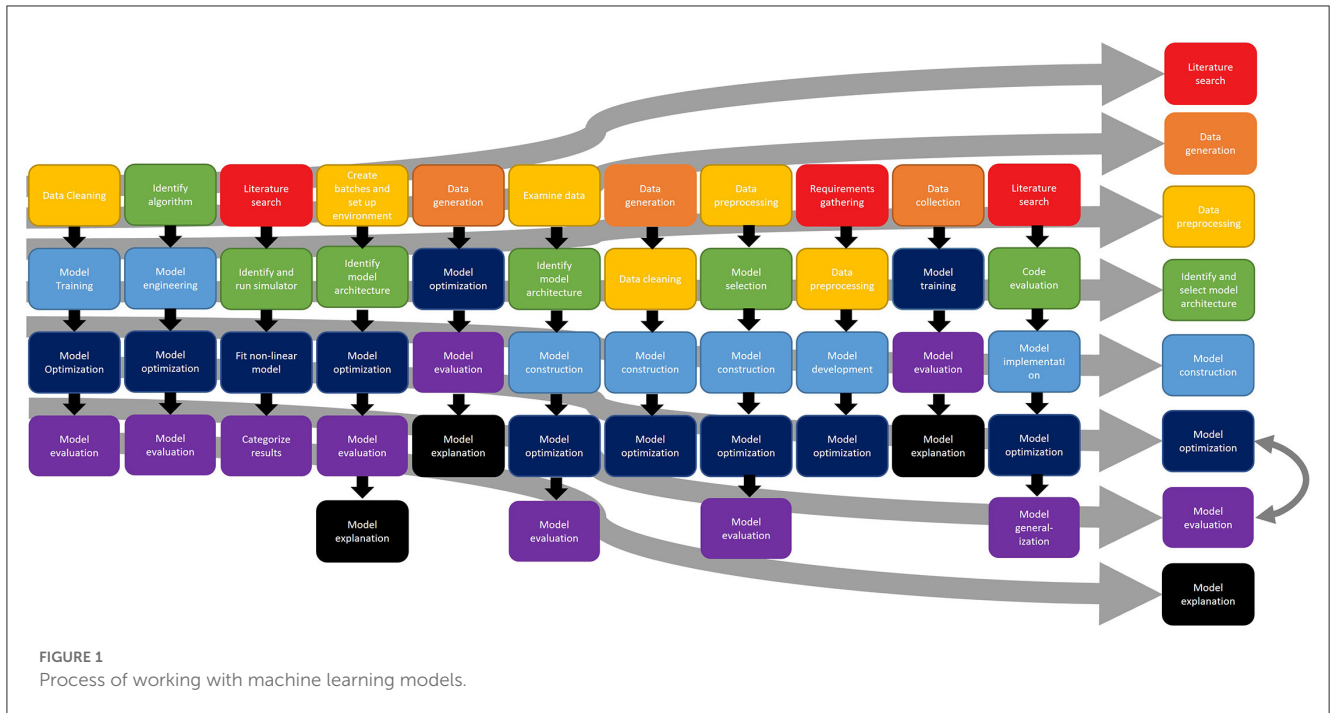 Literature
search
Data
generation
Data Cleaning
Identify
algorithm
Literature
search
Create
batches and
set up
environment
Data
generation
Examine data
Data
generation
Data
preprocessing
Requirements
gathering
Data
collection
Literature
search
Data
preprocessing
Model
Training
Model
engineering
Identify and
run simulator
Identify
model
architecture
Model
optimization
Identify
model
architecture
Data cleaning
Model
selection
Data
preprocessing
Model
training
Code
evaluation
Identify and
select model
architecture
Model
Optimization
Model
optimization
Fit non-linear
model
Model
optimization
Model
evaluation
Model
construction
Model
construction
Model
construction
Model
development
Model
evaluation
Model
implementati
on
Model
construction
Model
evaluation
Model
evaluation
Categorize
results
Model
evaluation
Model
explanation
Model
optimization
Model
optimization
Model
optimization
Model
optimization
Model
explanation
Model
optimization
Model
optimization
Model
explanation
Model
evaluation
Model
evaluation
Model
general-
ization
Model
evaluation
Model
explanation
FIGURE 1
Process of working with machine learning models.